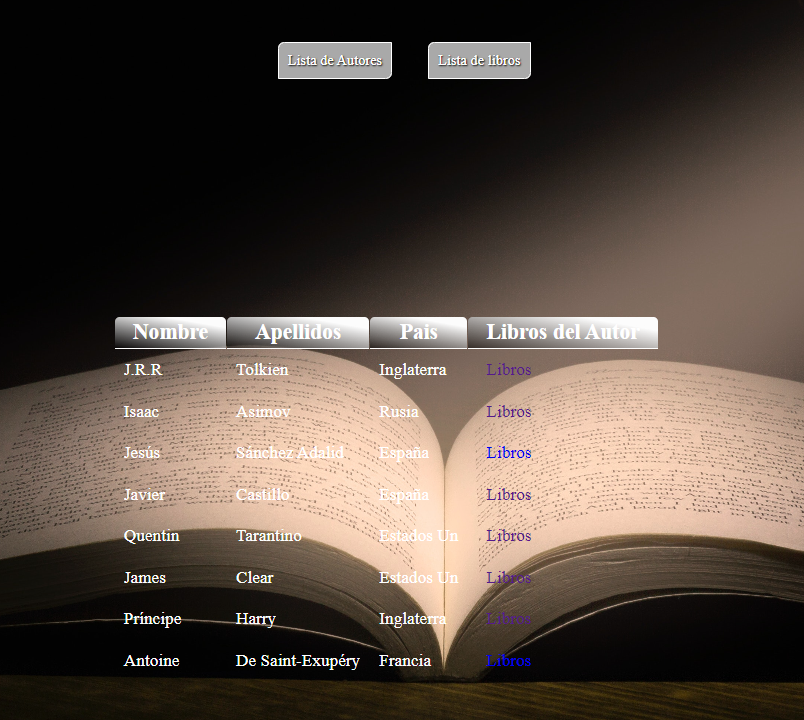 Lista de Autores Lista de libros
Nombre Apellidos Pais Libros del Autor
J.R.R Tolkien Inglaterra Libros
Isaac Asimov Rusia Libros
Jesús Sánchez Adalid España Libros
Javier Castillo España Libros
Quentin Tarantino Estados Un Libros
James Clear Estados Un Libros
Príncipe Harry Inglaterra Libros
Antoine De Saint-Exupéry Francia Libros